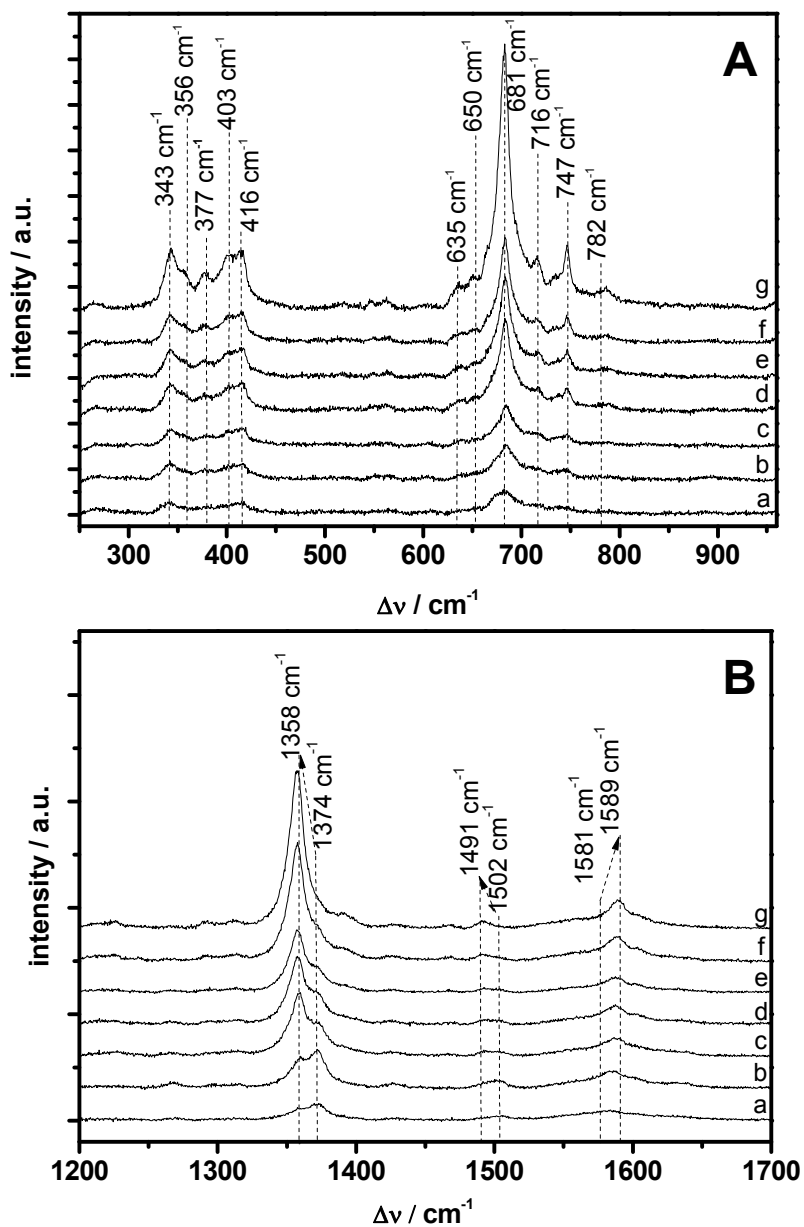 A
343 cm-1
356 cm-1
377 cm-1
403 cm-1
416 cm-1
635 cm-1
650 cm-1
681 cm-1
716 cm-1
747 cm-1
782 cm-1
intensity / a.u.
g
f
e
d
c
b
a
300 400 500 600 700 800 900
Δν / cm-1
B
1358 cm-1
1374 cm-1
1491 cm-1
1502 cm-1
1581 cm-1
1589 cm-1
intensity / a.u.
g
f
e
d
c
b
a
1200 1300 1400 1500 1600 1700
Δν / cm-1